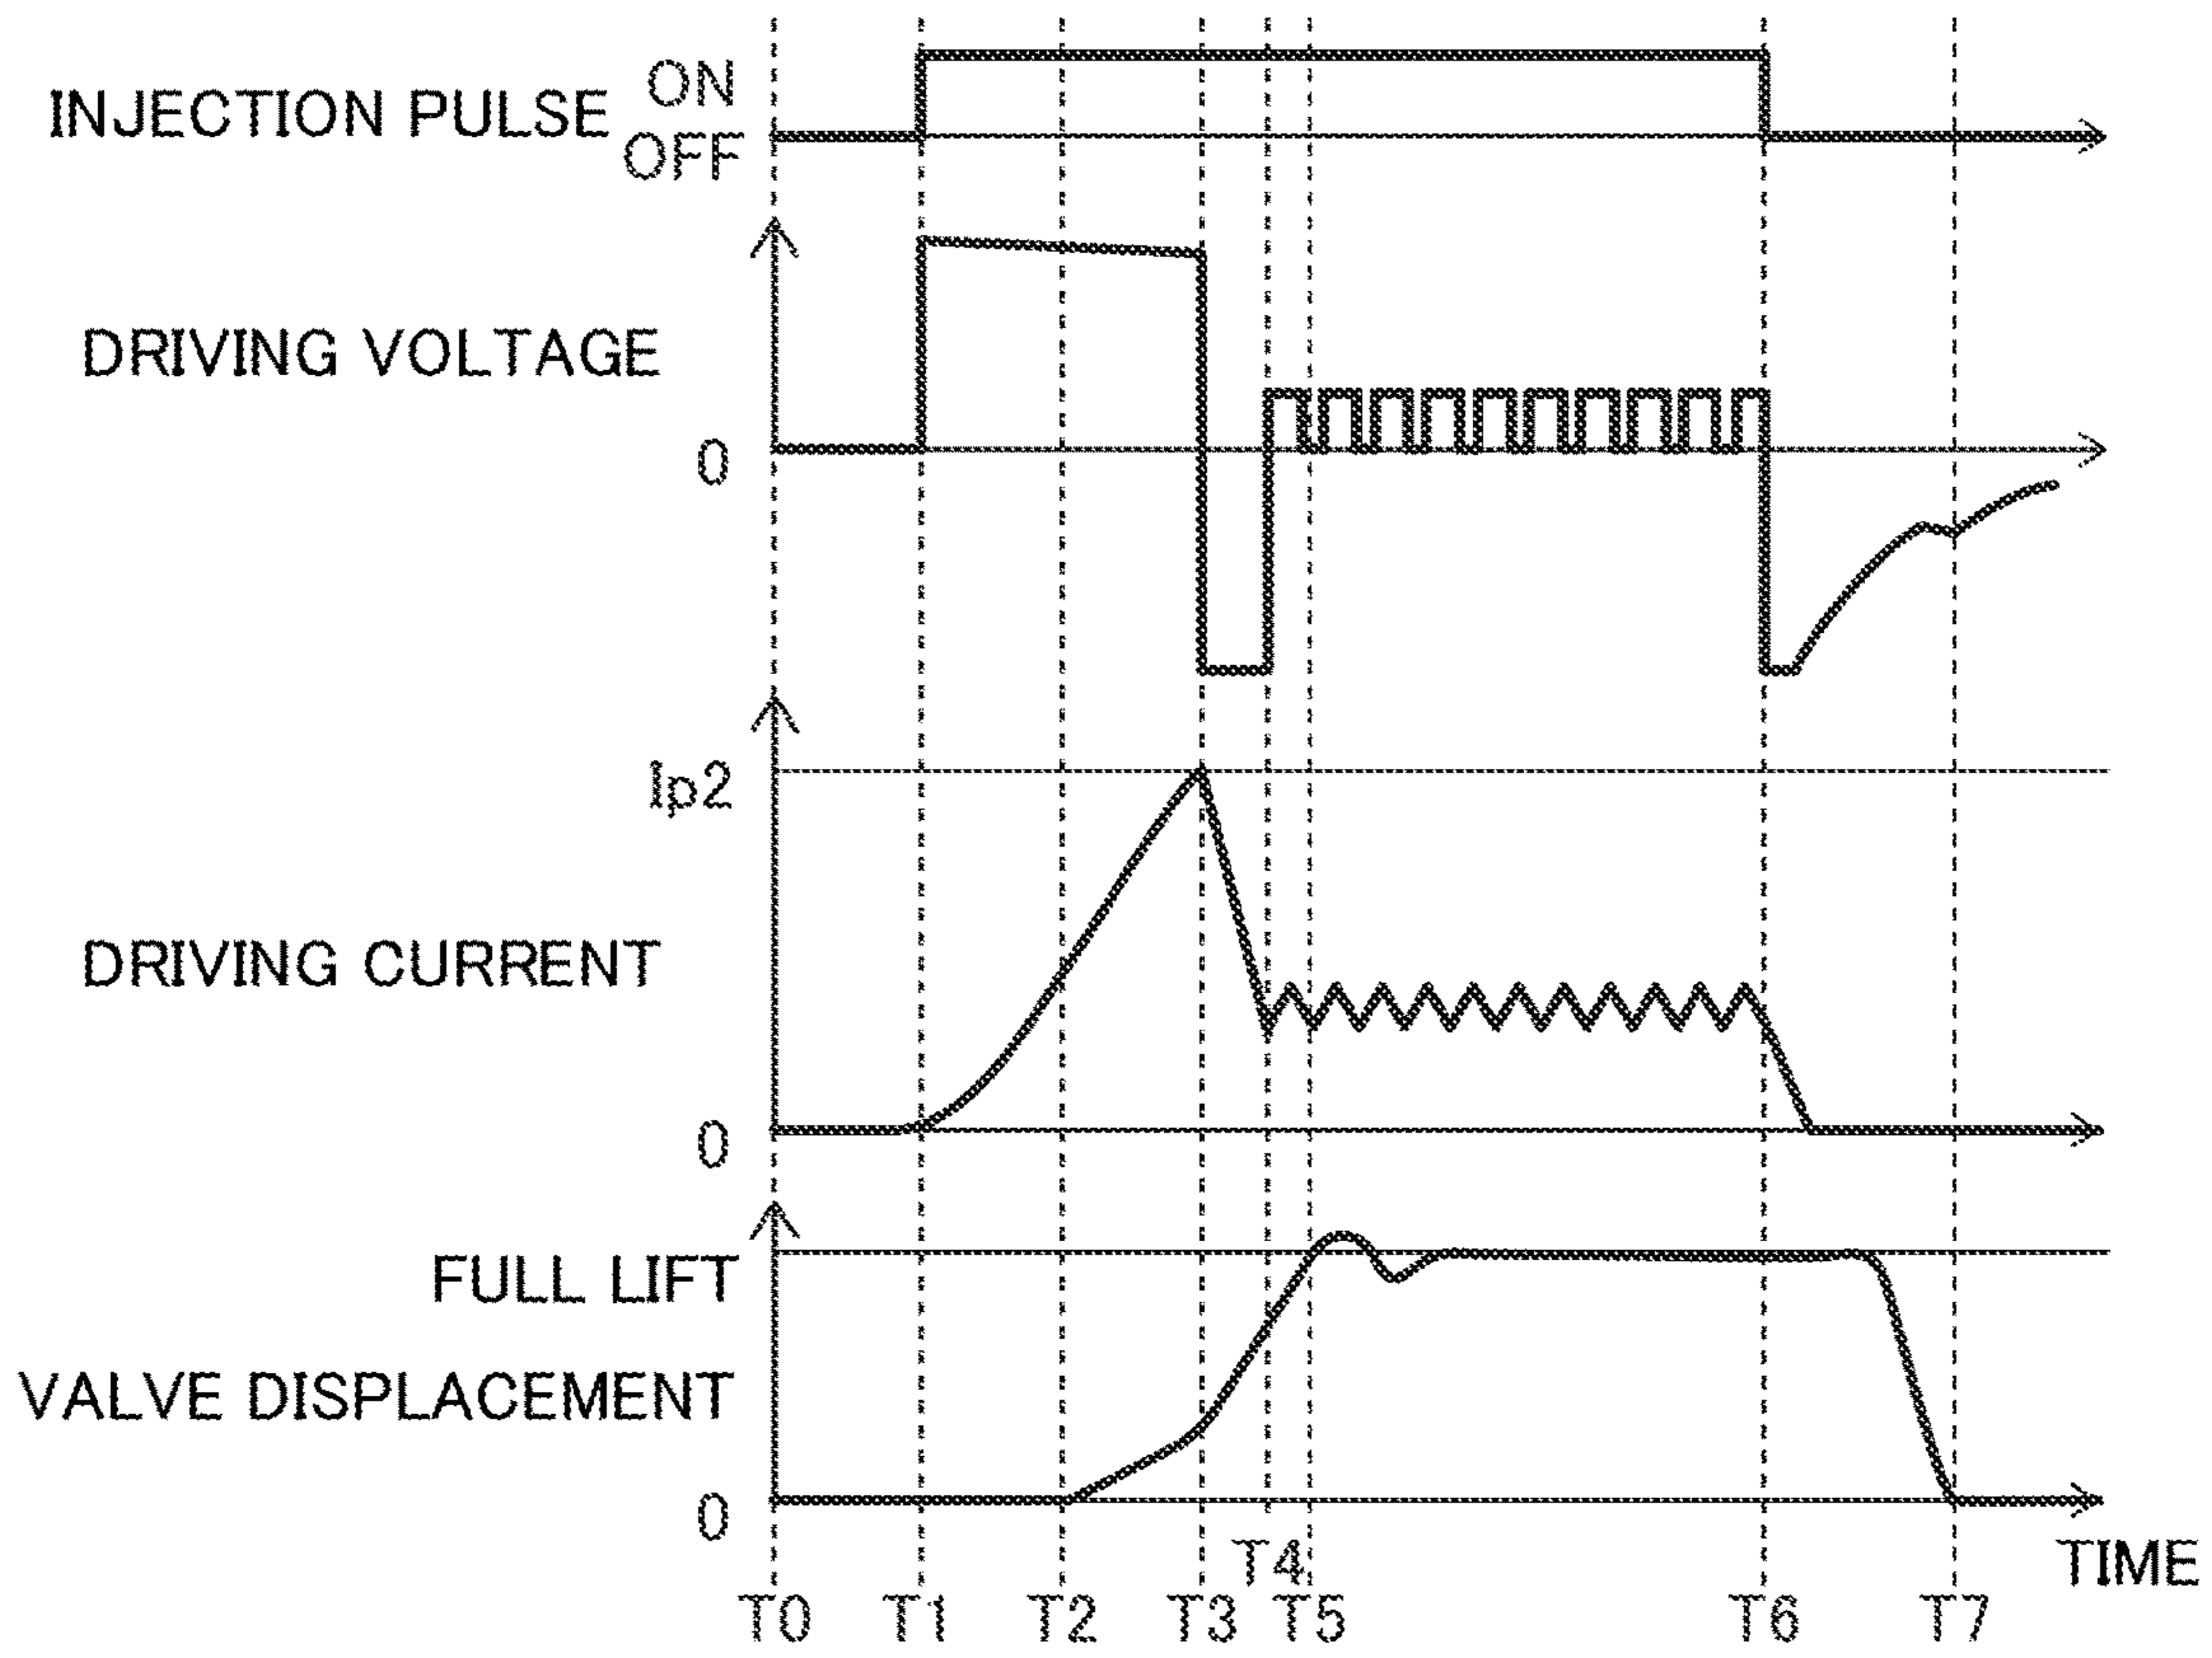 INJECTION PULSE
ON
OFF
DRIVING VOLTAGE
0
Ip2
DRIVING CURRENT
0
FULL LIFT
VALVE DISPLACEMENT
0
TIME
T0 T1 T2 T3 T4 T5 T6 T7